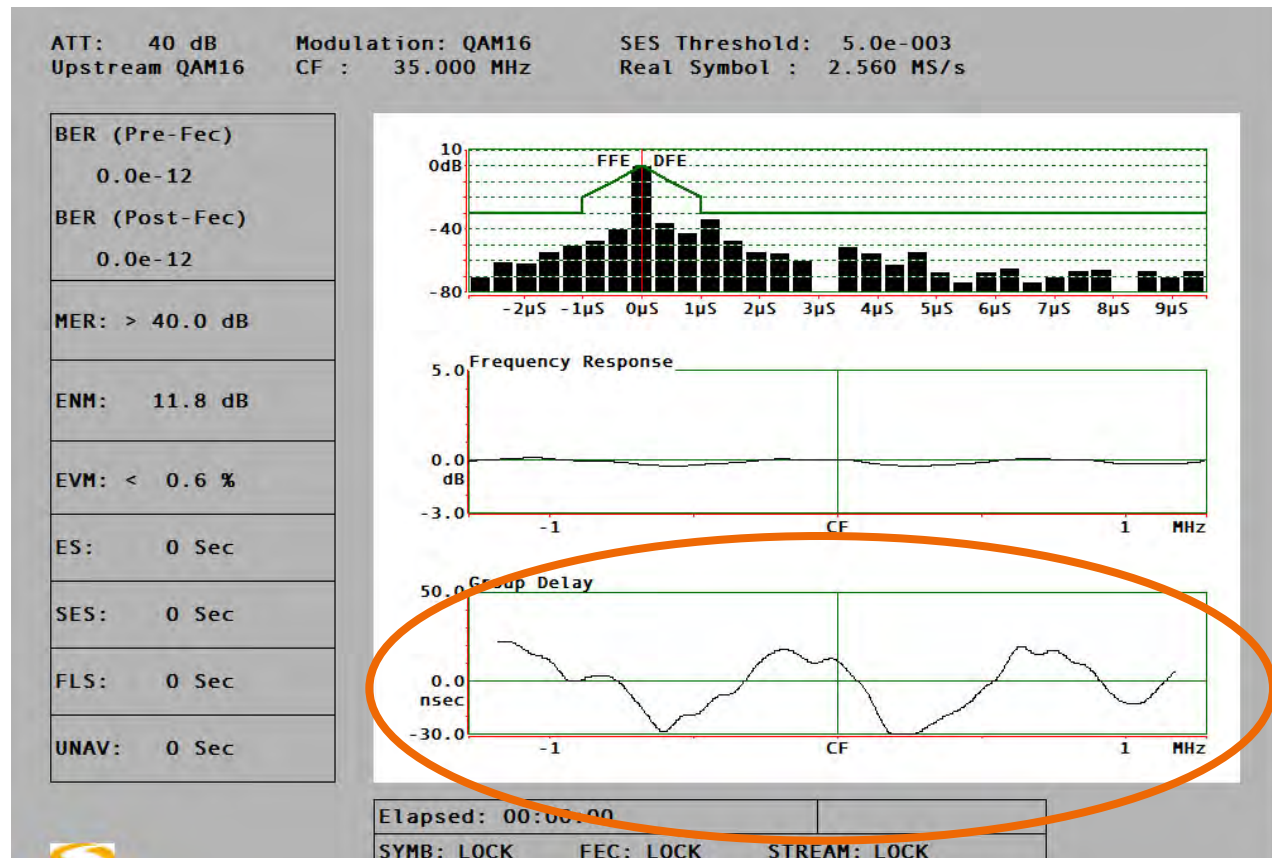 ATT: 40 dB Modulation: QAM16 SES Threshold: 5.0e-003
Upstream QAM16 CF : 35.000 MHz Real Symbol : 2.560 MS/s
BER (Pre-Fec)
0.0e-12
BER (Post-Fec)
0.0e-12
MER: > 40.0 dB
ENM: 11.8 dB
EVM: < 0.6 %
ES: 0 Sec
SES: 0 Sec
FLS: 0 Sec
UNAV: 0 Sec
10
0dB
FFE DFE
-40
-80
-2µS -1µS 0µS 1µS 2µS 3µS 4µS 5µS 6µS 7µS 8µS 9µS
Frequency Response
5.0
0.0
dB
-3.0
-1 CF 1 MHz
Group Delay
50.0
0.0
nsec
-30.0
-1 CF 1 MHz
Elapsed: 00:00:00
SYMB: LOCK FEC: LOCK STREAM: LOCK